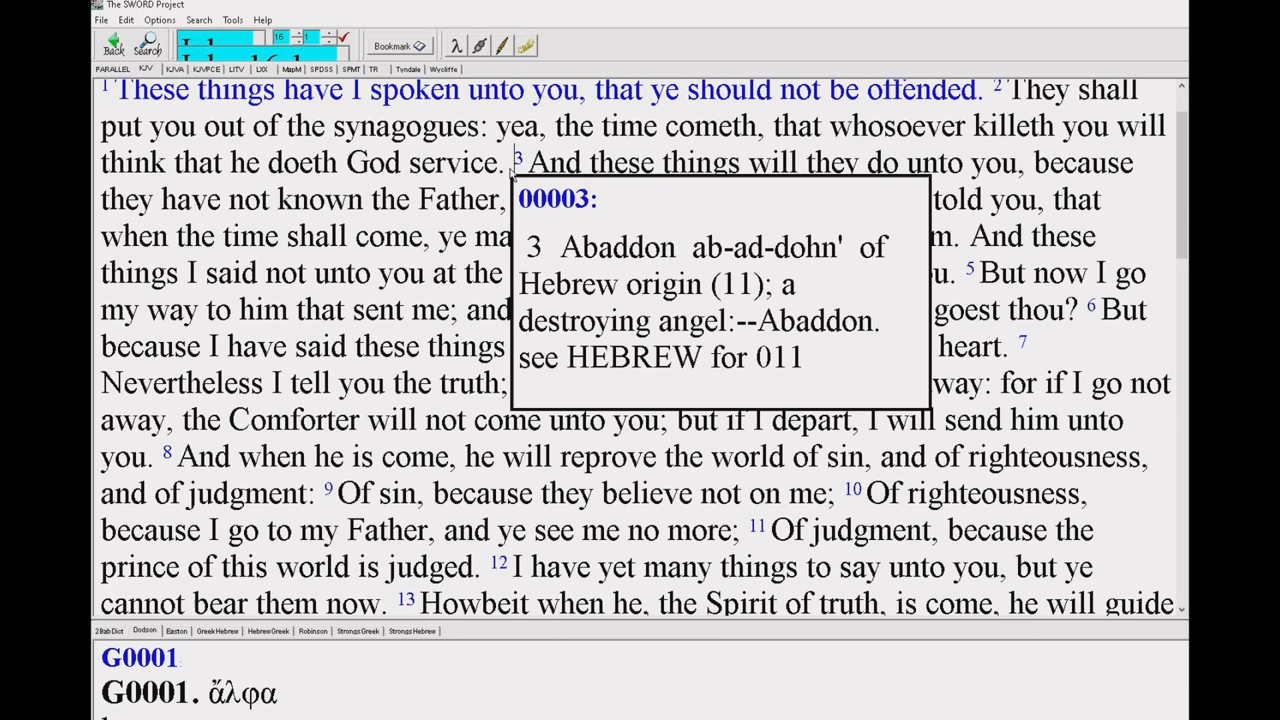 The SWORD Project
File Edit Options Search Tools Help
Back Search 16 1 Bookmark λ
PARALLEL KJV KJVA KJVPCE LITV LXX MapM SPDSS SPMT TR Tyndale Wycliffe
1 These things have I spoken unto you, that ye should not be offended. 2 They shall
put you out of the synagogues: yea, the time cometh, that whosoever killeth you will
think that he doeth God service. 3 And these things will they do unto you, because
they have not known the Father, told you, that
when the time shall come, ye ma m. And these
things I said not unto you at the u. 5 But now I go
my way to him that sent me; and goest thou? 6 But
because I have said these things heart. 7
Nevertheless I tell you the truth; way: for if I go not
away, the Comforter will not come unto you; but if I depart, I will send him unto
you. 8 And when he is come, he will reprove the world of sin, and of righteousness,
and of judgment: 9 Of sin, because they believe not on me; 10 Of righteousness,
because I go to my Father, and ye see me no more; 11 Of judgment, because the
prince of this world is judged. 12 I have yet many things to say unto you, but ye
cannot bear them now. 13 Howbeit when he, the Spirit of truth, is come, he will guide
00003:
3 Abaddon ab-ad-dohn' of
Hebrew origin (11); a
destroying angel:--Abaddon.
see HEBREW for 011
2BabDict Dodson Easton GreekHebrew HebrewGreek Robinson StrongsGreek StrongsHebrew
G0001:
G0001. ἄλφα